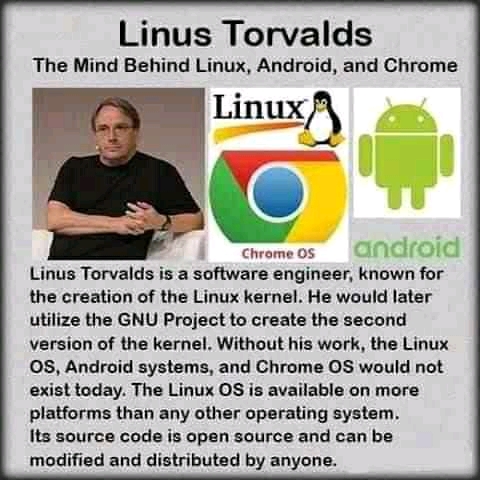 Linus Torvalds
The Mind Behind Linux, Android, and Chrome
Linux
Chrome OS
android
Linus Torvalds is a software engineer, known for
the creation of the Linux kernel. He would later
utilize the GNU Project to create the second
version of the kernel. Without his work, the Linux
OS, Android systems, and Chrome OS would not
exist today. The Linux OS is available on more
platforms than any other operating system.
Its source code is open source and can be
modified and distributed by anyone.